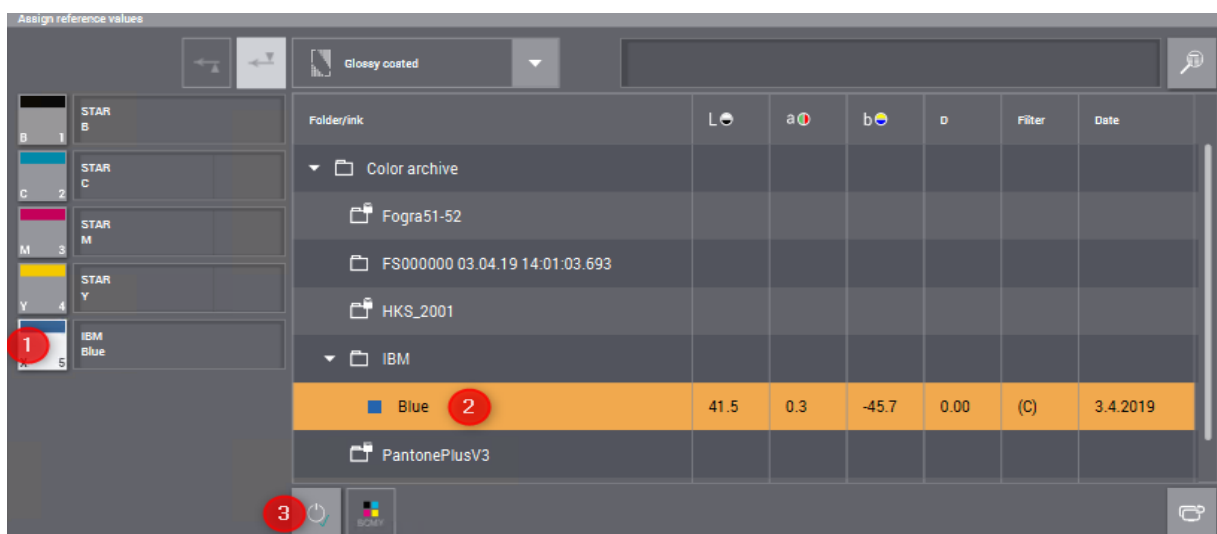 Assign reference values
Glossy coated
STAR
B
B 1
Folder/ink L a b D Filter Date
STAR
C
C 2
Color archive
STAR
M
M 3
Fogra51-52
FS000000 03.04.19 14:01:03.693
STAR
Y
Y 4
HKS_2001
IBM
Blue
1
X 5
IBM
Blue 2 41.5 0.3 -45.7 0.00 (C) 3.4.2019
PantonePlusV3
3
BCMY